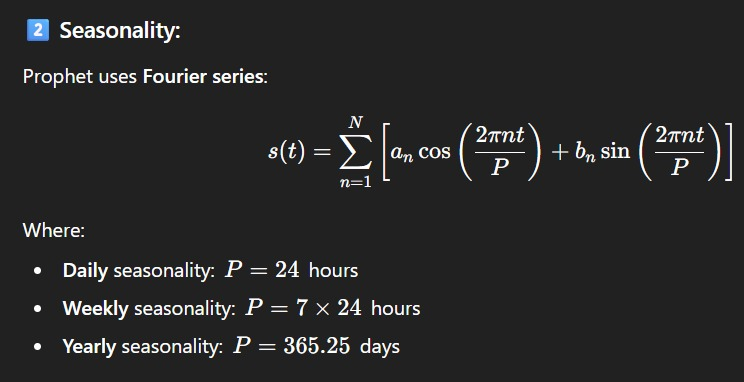 2 Seasonality:
Prophet uses Fourier series:
s(t) = \sum_{n=1}^{N} \left[ a_n \cos\left(\frac{2\pi nt}{P}\right) + b_n \sin\left(\frac{2\pi nt}{P}\right) \right]
Where:
• Daily seasonality: P = 24 hours
• Weekly seasonality: P = 7 × 24 hours
• Yearly seasonality: P = 365.25 days